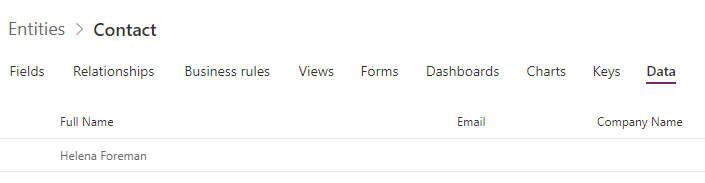 Entities > Contact
Fields Relationships Business rules Views Forms Dashboards Charts Keys Data
Full Name Email Company Name
Helena Foreman